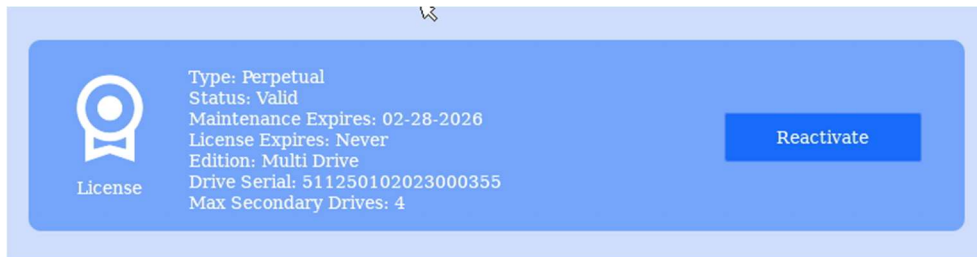 Type: Perpetual
Status: Valid
Maintenance Expires: 02-28-2026
License Expires: Never
Edition: Multi Drive
Drive Serial: 511250102023000355
Max Secondary Drives: 4
License
Reactivate